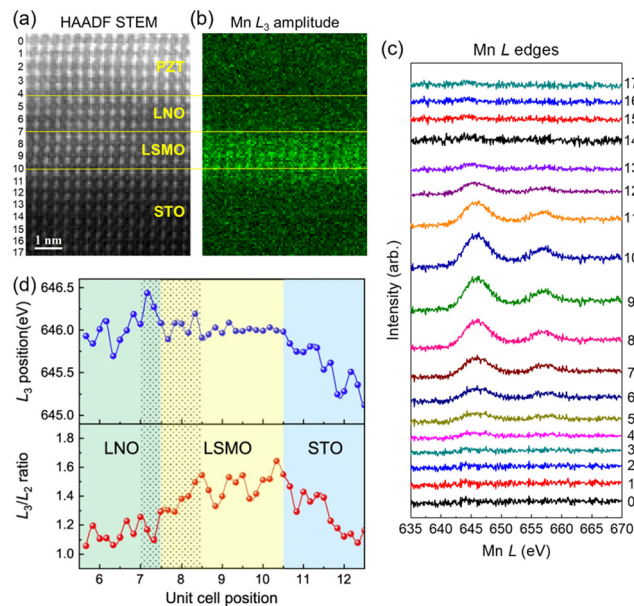 (a) HAADF STEM
0
1
2
3
4
5
6
7
8
9
10
11
12
13
14
15
16
17
PZT
LNO
LSMO
STO
1 nm
(b) Mn L3 amplitude
(c) Mn L edges
17
16
15
14
13
12
11
10
9
8
7
6
5
4
3
2
1
0
Intensity (arb.)
635 640 645 650 655 660 665 670
Mn L (eV)
(d)
646.5
646.0
645.5
645.0
L3 position(eV)
1.8
1.6
1.4
1.2
1.0
L3/L2 ratio
LNO LSMO STO
6 7 8 9 10 11 12
Unit cell position